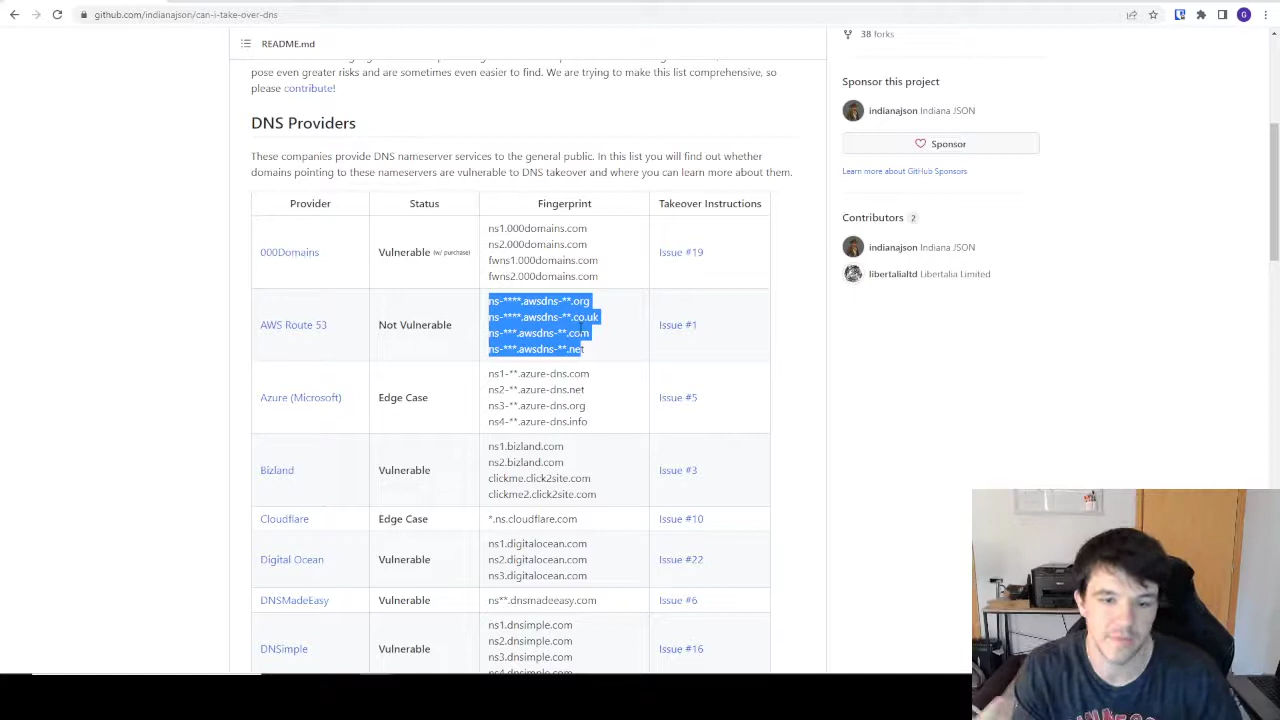 github.com/indianajson/can-i-take-over-dns
G
README.md
pose even greater risks and are sometimes even easier to find. We are trying to make this list comprehensive, so
please contribute!
DNS Providers
These companies provide DNS nameserver services to the general public. In this list you will find out whether
domains pointing to these nameservers are vulnerable to DNS takeover and where you can learn more about them.
Provider Status Fingerprint Takeover Instructions
000Domains Vulnerable (w/ purchase) ns1.000domains.com Issue #19
ns2.000domains.com
fwns1.000domains.com
fwns2.000domains.com
AWS Route 53 Not Vulnerable ns-****.awsdns-**.org Issue #1
ns-****.awsdns-**.co.uk
ns-***.awsdns-**.com
ns-***.awsdns-**.net
Azure (Microsoft) Edge Case ns1-**.azure-dns.com Issue #5
ns2-**.azure-dns.net
ns3-**.azure-dns.org
ns4-**.azure-dns.info
Bizland Vulnerable ns1.bizland.com Issue #3
ns2.bizland.com
clickme.click2site.com
clickme2.click2site.com
Cloudflare Edge Case *.ns.cloudflare.com Issue #10
Digital Ocean Vulnerable ns1.digitalocean.com Issue #22
ns2.digitalocean.com
ns3.digitalocean.com
DNSMadeEasy Vulnerable ns**.dnsmadeeasy.com Issue #6
DNSimple Vulnerable ns1.dnsimple.com Issue #16
ns2.dnsimple.com
ns3.dnsimple.com
ns4.dnsimple.com
38 forks
Sponsor this project
indianajson Indiana JSON
Sponsor
Learn more about GitHub Sponsors
Contributors 2
indianajson Indiana JSON
libertalialtd Libertalia Limited